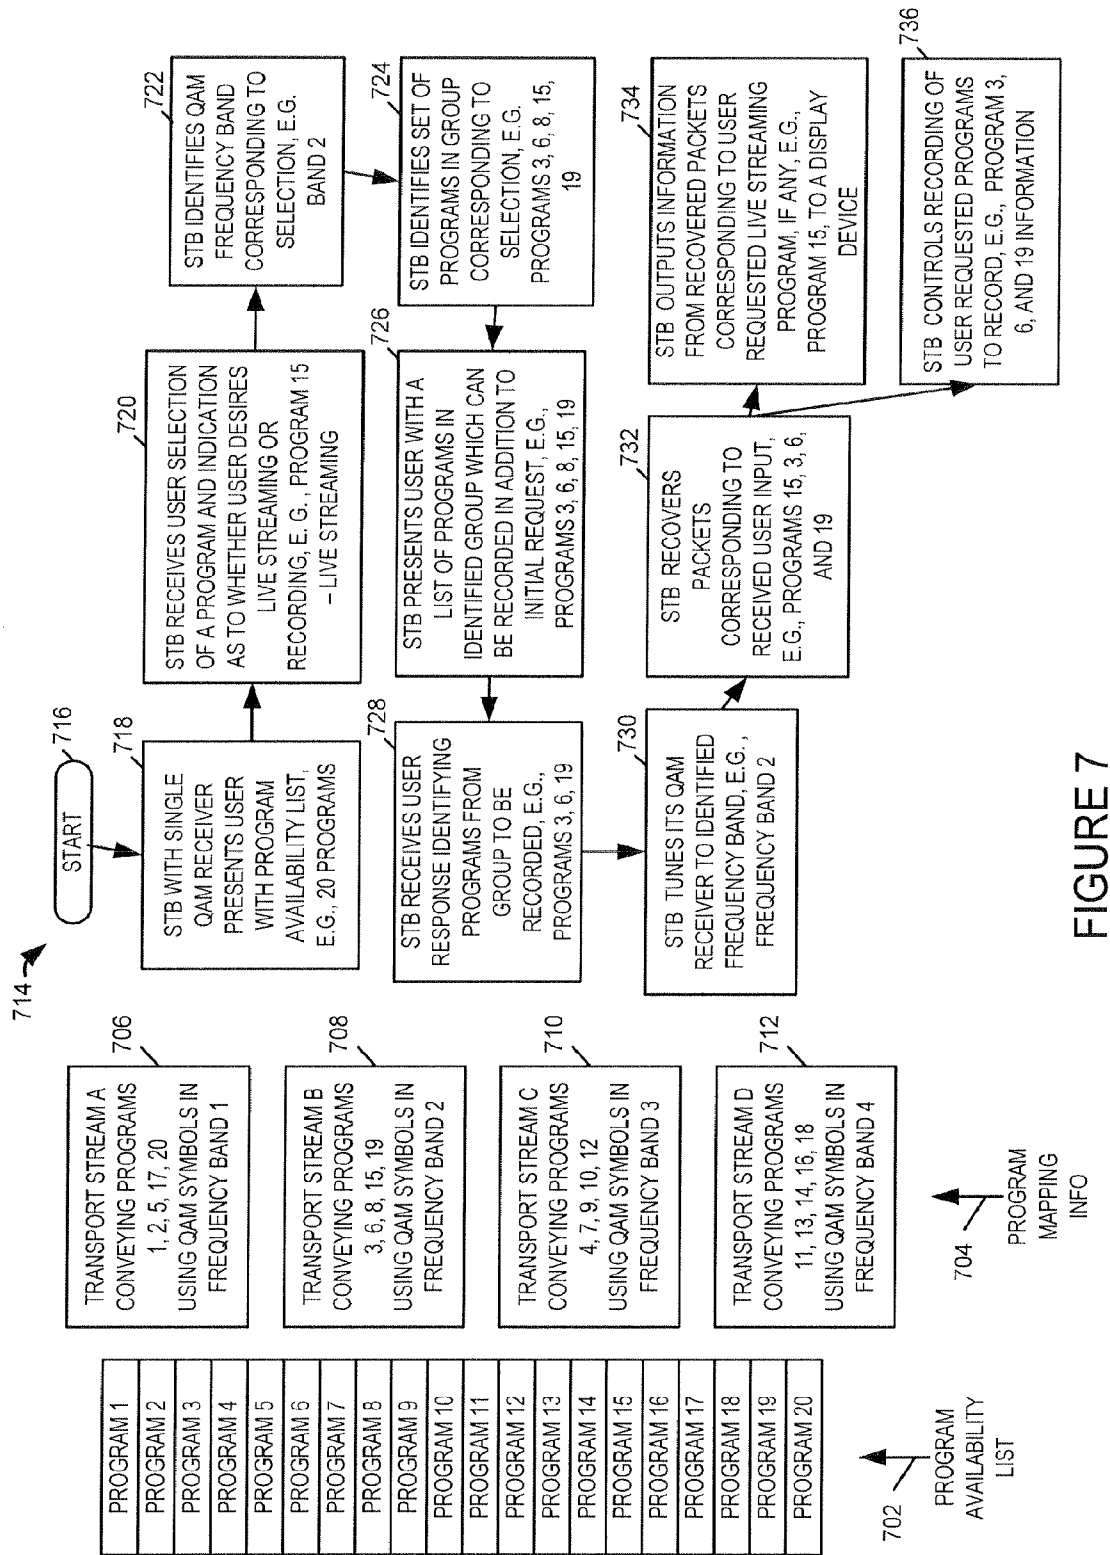 PROGRAM 1
PROGRAM 2
PROGRAM 3
PROGRAM 4
PROGRAM 5
PROGRAM 6
PROGRAM 7
PROGRAM 8
PROGRAM 9
PROGRAM 10
PROGRAM 11
PROGRAM 12
PROGRAM 13
PROGRAM 14
PROGRAM 15
PROGRAM 16
PROGRAM 17
PROGRAM 18
PROGRAM 19
PROGRAM 20
702
PROGRAM
AVAILABILITY
LIST
706
TRANSPORT STREAM A
CONVEYING PROGRAMS
1, 2, 5, 17, 20
USING QAM SYMBOLS IN
FREQUENCY BAND 1
708
TRANSPORT STREAM B
CONVEYING PROGRAMS
3, 6, 8, 15, 19
USING QAM SYMBOLS IN
FREQUENCY BAND 2
710
TRANSPORT STREAM C
CONVEYING PROGRAMS
4, 7, 9, 10, 12
USING QAM SYMBOLS IN
FREQUENCY BAND 3
712
TRANSPORT STREAM D
CONVEYING PROGRAMS
11, 13, 14, 16, 18
USING QAM SYMBOLS IN
FREQUENCY BAND 4
704
PROGRAM
MAPPING
INFO
714
716
START
718
STB WITH SINGLE
QAM RECEIVER
PRESENTS USER
WITH PROGRAM
AVAILABILITY LIST,
E.G., 20 PROGRAMS
720
STB RECEIVES USER SELECTION
OF A PROGRAM AND INDICATION
AS TO WHETHER USER DESIRES
LIVE STREAMING OR
RECORDING, E. G., PROGRAM 15
– LIVE STREAMING
722
STB IDENTIFIES QAM
FREQUENCY BAND
CORRESPONDING TO
SELECTION, E.G.
BAND 2
724
STB IDENTIFIES SET OF
PROGRAMS IN GROUP
CORRESPONDING TO
SELECTION, E.G.
PROGRAMS 3, 6, 8, 15,
19
726
STB PRESENTS USER WITH A
LIST OF PROGRAMS IN
IDENTIFIED GROUP WHICH CAN
BE RECORDED IN ADDITION TO
INITIAL REQUEST, E.G.,
PROGRAMS 3, 6, 8, 15, 19
728
STB RECEIVES USER
RESPONSE IDENTIFYING
PROGRAMS FROM
GROUP TO BE
RECORDED, E.G.,
PROGRAMS 3, 6, 19
730
STB TUNES ITS QAM
RECEIVER TO IDENTIFIED
FREQUENCY BAND, E.G. ,
FREQUENCY BAND 2
732
STB RECOVERS
PACKETS
CORRESPONDING TO
RECEIVED USER INPUT,
E.G., PROGRAMS 15, 3, 6,
AND 19
734
STB OUTPUTS INFORMATION
FROM RECOVERED PACKETS
CORRESPONDING TO USER
REQUESTED LIVE STREAMING
PROGRAM, IF ANY, E.G.,
PROGRAM 15, TO A DISPLAY
DEVICE
736
STB CONTROLS RECORDING OF
USER REQUESTED PROGRAMS
TO RECORD, E.G., PROGRAM 3,
6, AND 19 INFORMATION
FIGURE 7